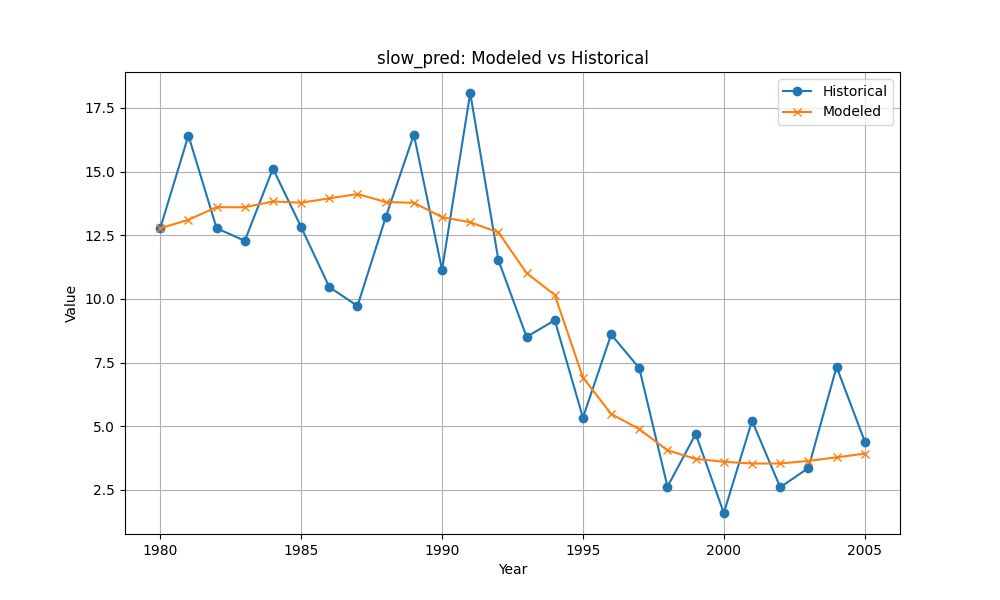 slow_pred: Modeled vs Historical
Historical
Modeled
Value
17.5
15.0
12.5
10.0
7.5
5.0
2.5
1980
1985
1990
1995
2000
2005
Year